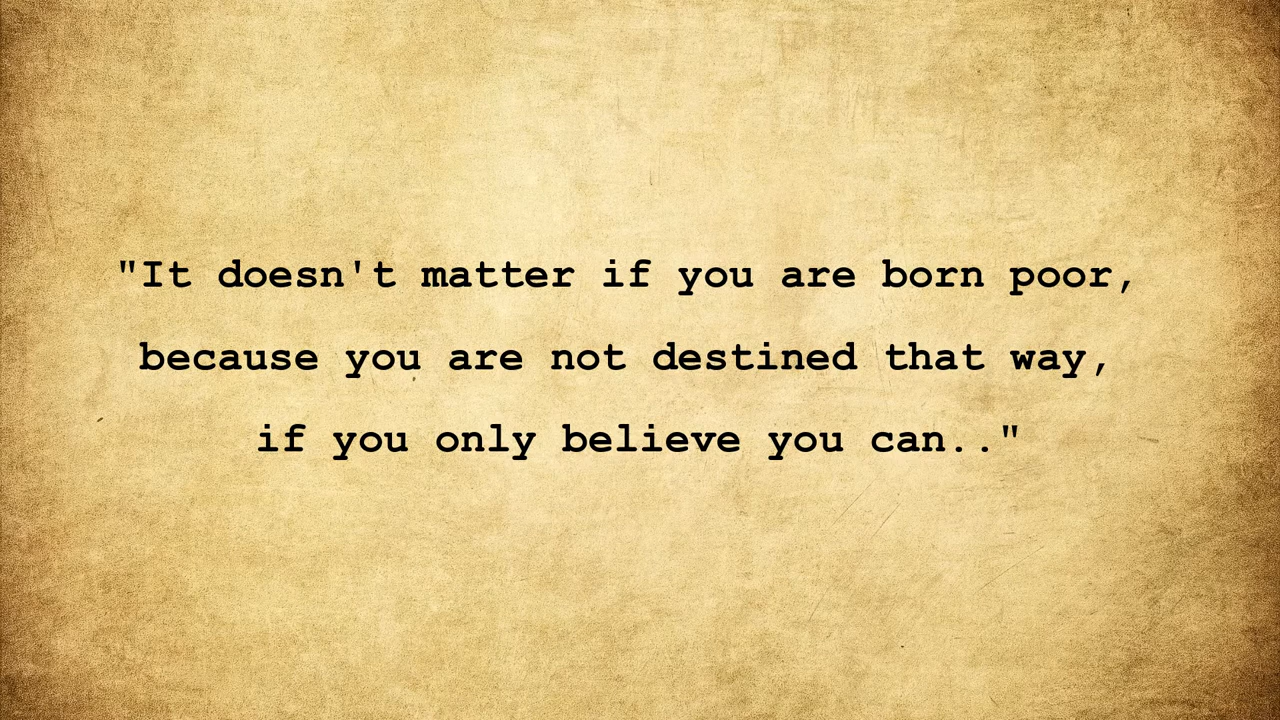 "It doesn't matter if you are born poor,
because you are not destined that way,
if you only believe you can.."